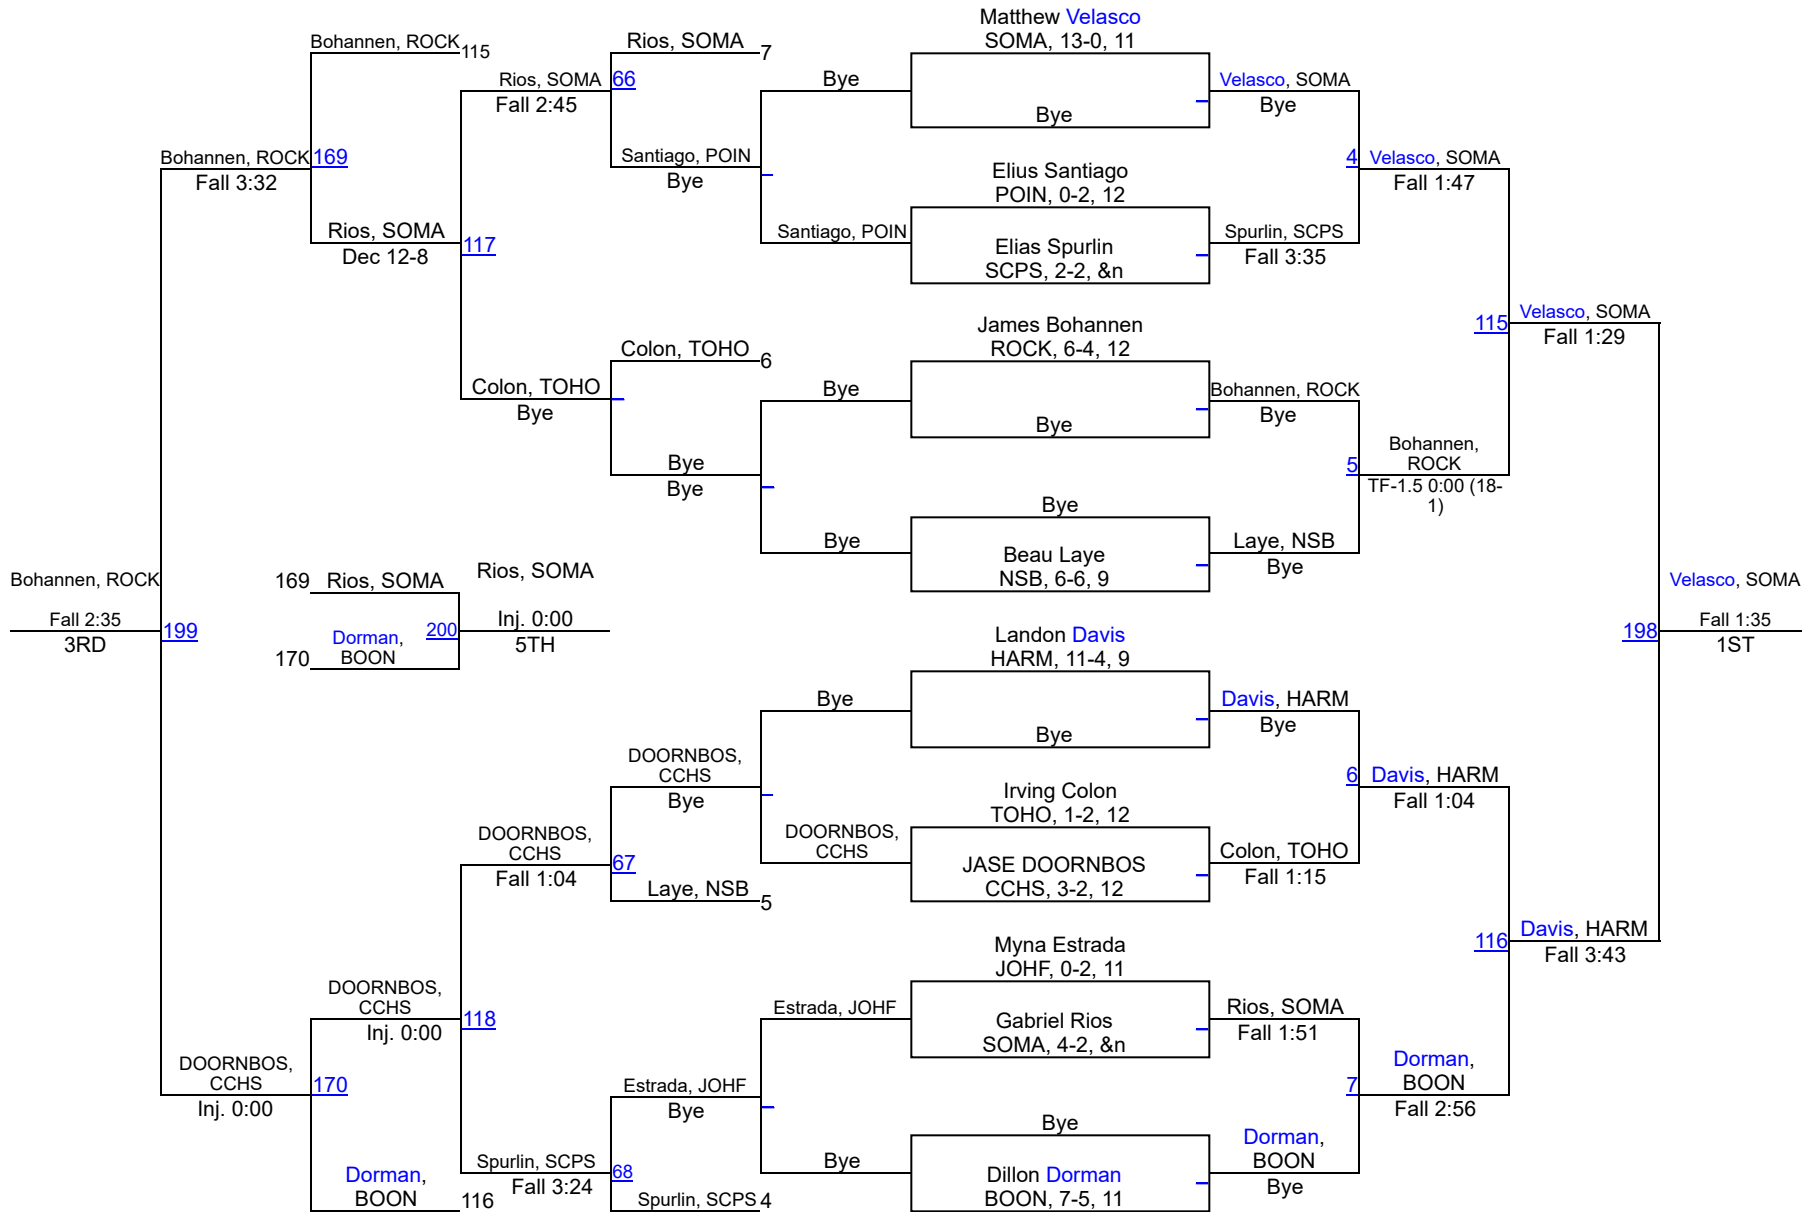 Matthew Velasco
SOMA, 13-0, 11
Bohannen, ROCK
115
Rios, SOMA
7
Rios, SOMA
66
Fall 2:45
Bye
Bye
Velasco, SOMA
Bye
Bohannen, ROCK
169
Fall 3:32
Santiago, POIN
Bye
Elius Santiago
POIN, 0-2, 12
4
Velasco, SOMA
Fall 1:47
Rios, SOMA
117
Dec 12-8
Santiago, POIN
Elias Spurlin
SCPS, 2-2, &n
Spurlin, SCPS
Fall 3:35
James Bohannen
ROCK, 6-4, 12
115
Velasco, SOMA
Fall 1:29
Colon, TOHO
6
Colon, TOHO
Bye
Bye
Bye
Bohannen, ROCK
Bye
Bye
Bye
5
Bohannen,
ROCK
TF-1.5 0:00 (18-
1)
Bye
Bye
Beau Laye
NSB, 6-6, 9
Laye, NSB
Bye
Bohannen, ROCK
Fall 2:35
3RD
199
169
Rios, SOMA
Rios, SOMA
170
Dorman,
BOON
200
Inj. 0:00
5TH
Velasco, SOMA
198
Fall 1:35
1ST
Landon Davis
HARM, 11-4, 9
Bye
Bye
Davis, HARM
Bye
DOORNBOS,
CCHS
Bye
Irving Colon
TOHO, 1-2, 12
6
Davis, HARM
Fall 1:04
DOORNBOS,
CCHS
Fall 1:04
67
DOORNBOS,
CCHS
JASE DOORNBOS
CCHS, 3-2, 12
Colon, TOHO
Fall 1:15
Laye, NSB
5
Myna Estrada
JOHF, 0-2, 11
116
Davis, HARM
Fall 3:43
DOORNBOS,
CCHS
Inj. 0:00
118
Estrada, JOHF
Gabriel Rios
SOMA, 4-2, &n
Rios, SOMA
Fall 1:51
DOORNBOS,
CCHS
Inj. 0:00
170
Estrada, JOHF
Bye
7
Dorman,
BOON
Fall 2:56
Bye
Dorman,
BOON
116
Spurlin, SCPS
Fall 3:24
68
Spurlin, SCPS
4
Bye
Dillon Dorman
BOON, 7-5, 11
Dorman,
BOON
Bye